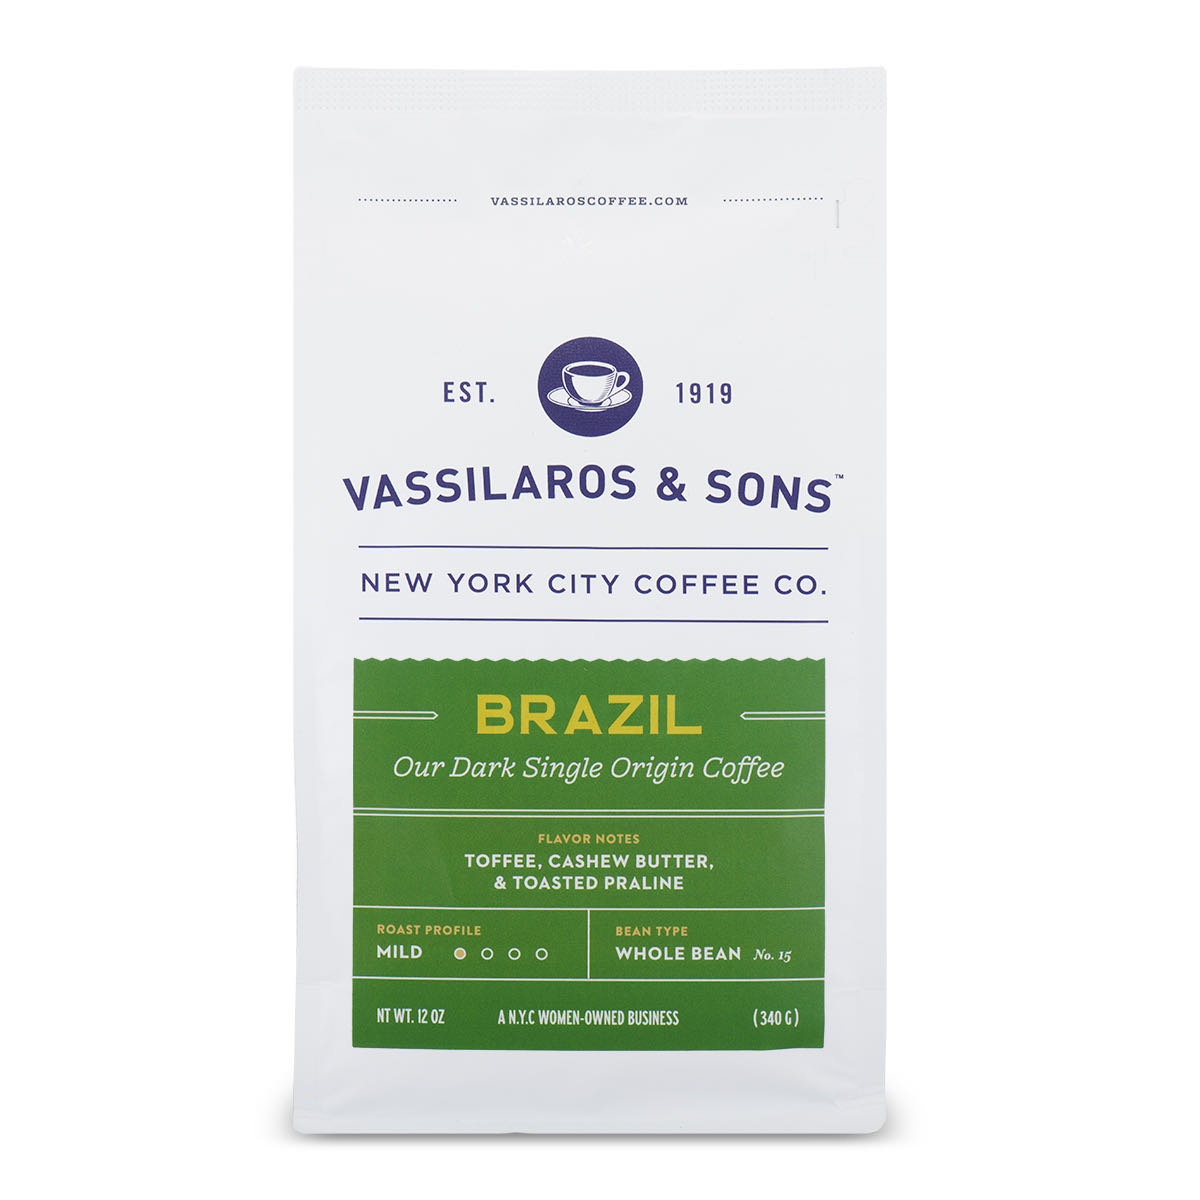 VASSILAROSCOFFEE.COM
EST. 1919
VASSILAROS & SONS™
NEW YORK CITY COFFEE CO.
BRAZIL
Our Dark Single Origin Coffee
FLAVOR NOTES
TOFFEE, CASHEW BUTTER,
& TOASTED PRALINE
ROAST PROFILE
MILD
BEAN TYPE
WHOLE BEAN No. 15
NT WT. 12 OZ A N.Y.C WOMEN-OWNED BUSINESS (340 G)